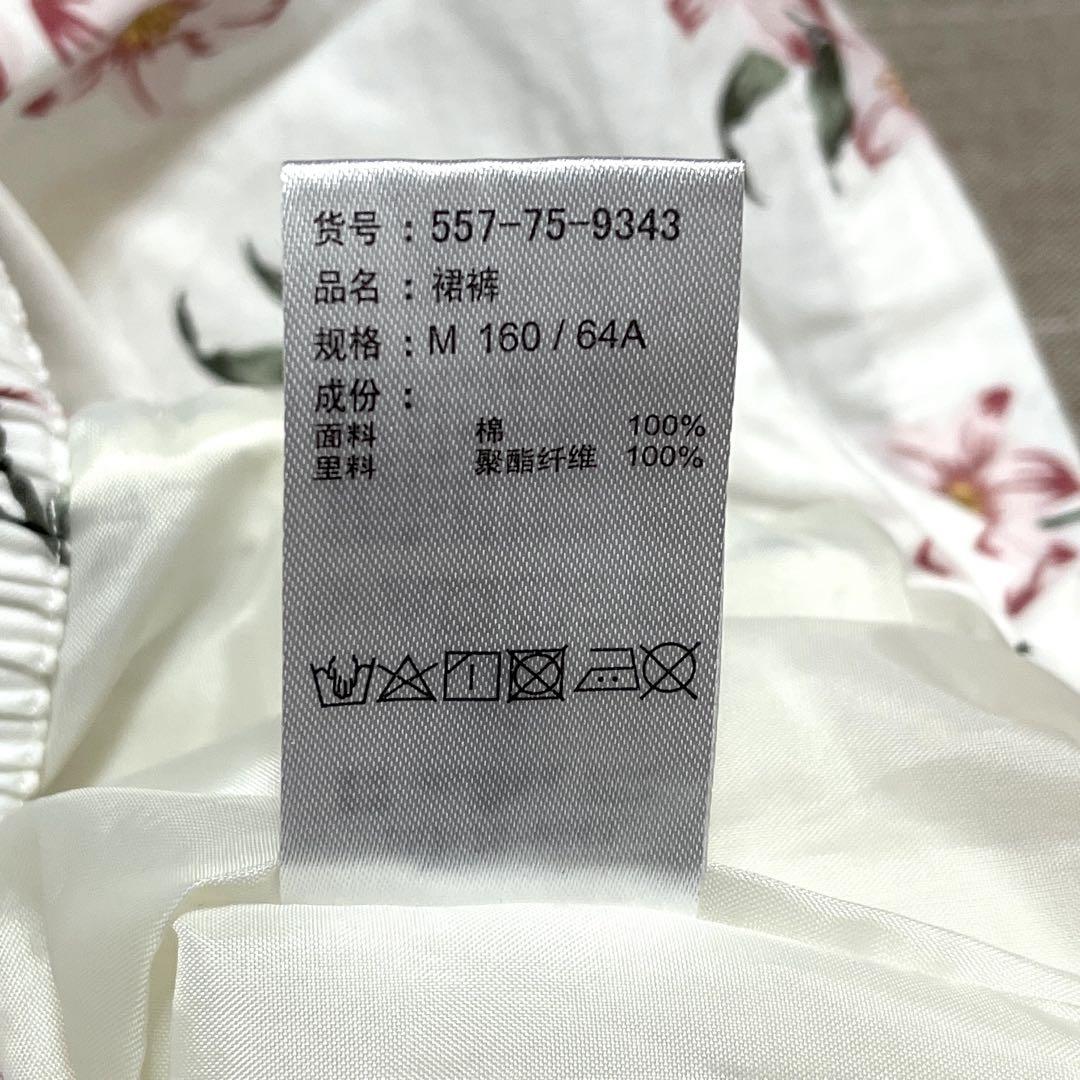 货号：557-75-9343
品名：裙裤
规格：M 160 / 64A
成份：
面料 棉 100%
里料 聚酯纤维 100%